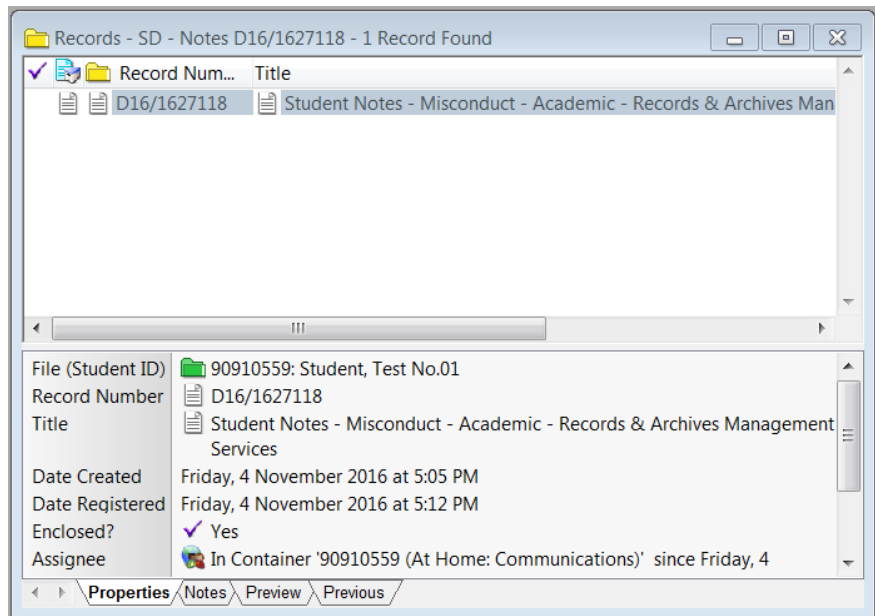 Records - SD - Notes D16/1627118 - 1 Record Found
Record Num... Title
D16/1627118 Student Notes - Misconduct - Academic - Records & Archives Man
File (Student ID) 90910559: Student, Test No.01
Record Number D16/1627118
Title Student Notes - Misconduct - Academic - Records & Archives Management
Services
Date Created Friday, 4 November 2016 at 5:05 PM
Date Registered Friday, 4 November 2016 at 5:12 PM
Enclosed? Yes
Assignee In Container '90910559 (At Home: Communications)' since Friday, 4
Properties Notes Preview Previous